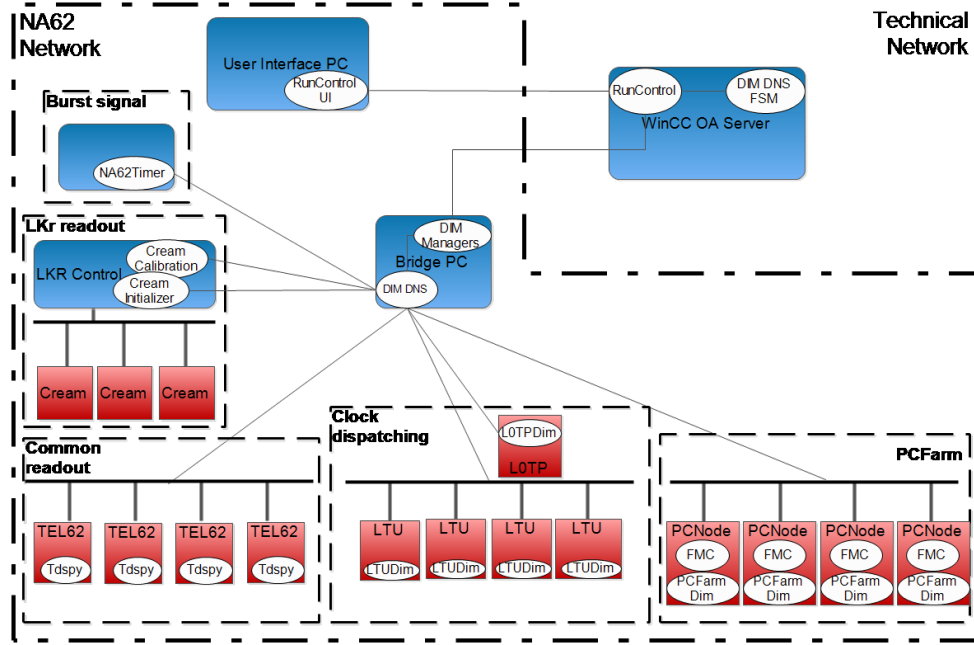 NA62
Network
Technical
Network
User Interface PC
RunControl
UI
RunControl
DIM DNS
FSM
WinCC OA Server
Burst signal
NA62Timer
LKr readout
Cream
Calibration
LKR Control
Cream
Initializer
DIM
Managers
Bridge PC
DIM DNS
Cream
Cream
Cream
Common
readout
TEL62
TEL62
TEL62
TEL62
Tdspy
Tdspy
Tdspy
Tdspy
Clock
dispatching
L0TPDim
L0TP
LTU
LTU
LTU
LTU
LTUDim
LTUDim
LTUDim
LTUDim
PCFarm
PCNode
PCNode
PCNode
PCNode
FMC
FMC
FMC
FMC
PCFarm
Dim
PCFarm
Dim
PCFarm
Dim
PCFarm
Dim